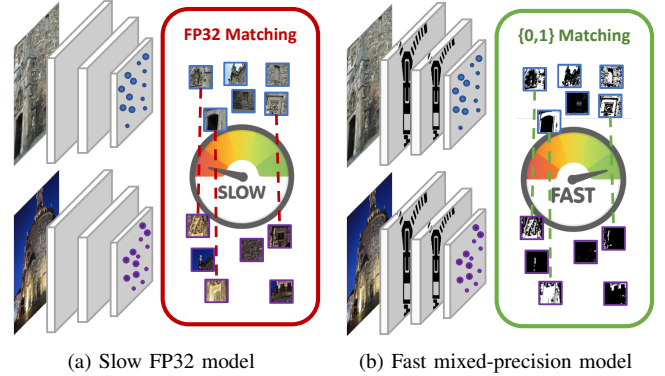 FP32 Matching
SLOW
{0,1} Matching
FAST
(a) Slow FP32 model
(b) Fast mixed-precision model